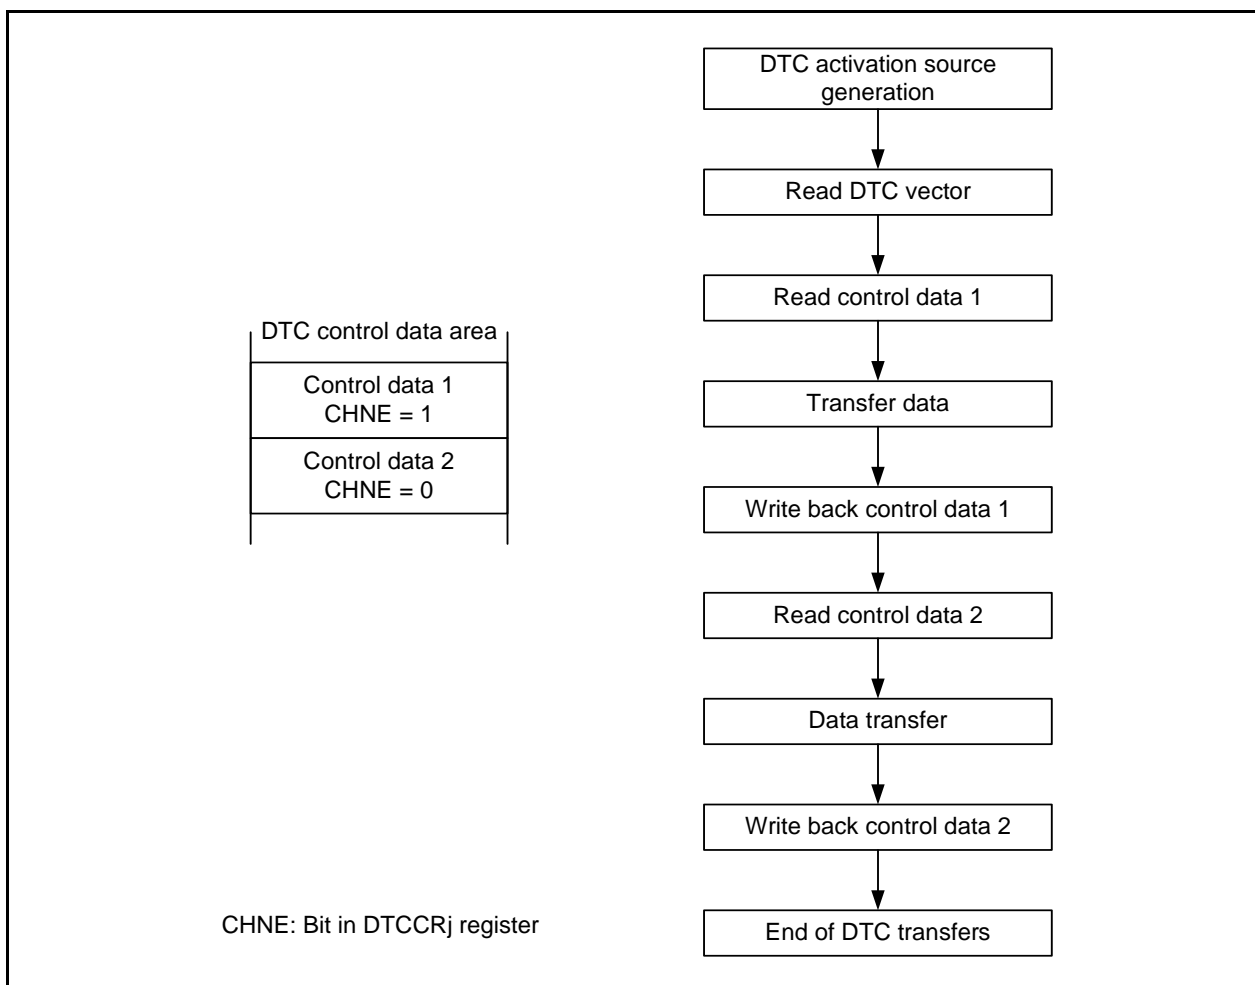 DTC activation source
generation
Read DTC vector
Read control data 1
Transfer data
Write back control data 1
Read control data 2
Data transfer
Write back control data 2
End of DTC transfers
DTC control data area
Control data 1
CHNE = 1
Control data 2
CHNE = 0
CHNE: Bit in DTCCRj register